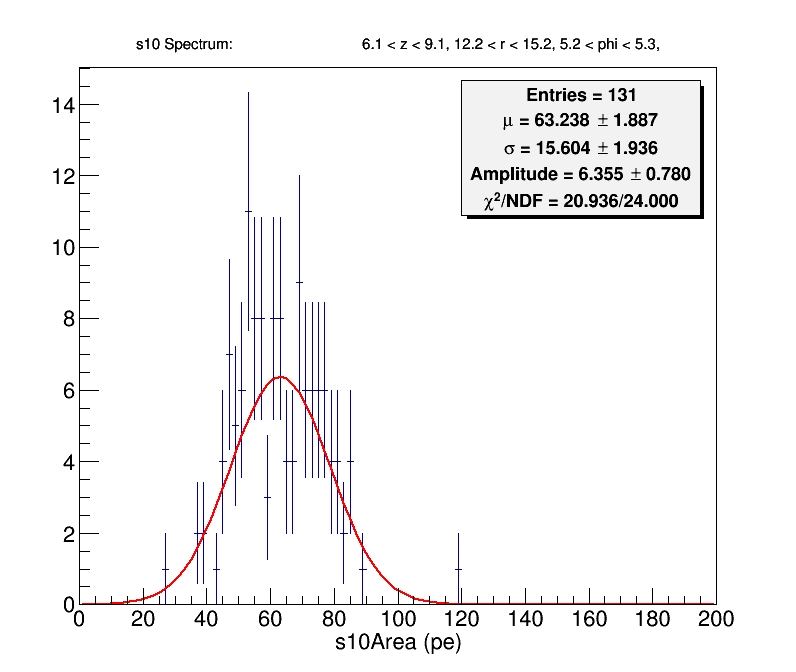 s10 Spectrum: 6.1 < z < 9.1, 12.2 < r < 15.2, 5.2 < phi < 5.3,
Entries = 131
μ = 63.238 ± 1.887
σ = 15.604 ± 1.936
Amplitude = 6.355 ± 0.780
χ²/NDF = 20.936/24.000
14
12
10
8
6
4
2
0
0 20 40 60 80 100 120 140 160 180 200
s10Area (pe)